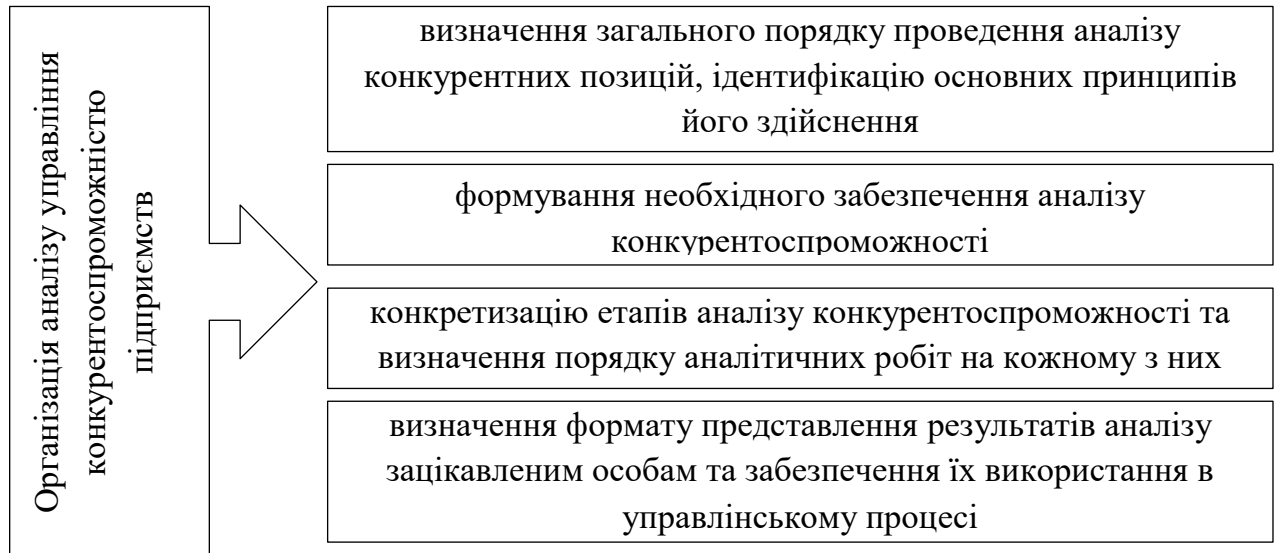 Організація аналізу управління
конкурентоспроможністю
підприємств
визначення загального порядку проведення аналізу
конкурентних позицій, ідентифікацію основних принципів
його здійснення
формування необхідного забезпечення аналізу
конкурентоспроможності
конкретизацію етапів аналізу конкурентоспроможності та
визначення порядку аналітичних робіт на кожному з них
визначення формату представлення результатів аналізу
зацікавленим особам та забезпечення їх використання в
управлінському процесі